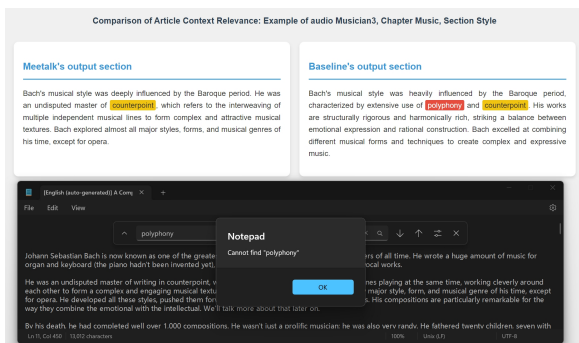 Comparison of Article Context Relevance: Example of audio Musician3, Chapter Music, Section Style
Meetalk's output section
Bach's musical style was deeply influenced by the Baroque period. He was
an undisputed master of counterpoint, which refers to the interweaving of
multiple independent musical lines to form complex and attractive musical
textures. Bach explored almost all major styles, forms, and musical genres of
his time, except for opera.
Baseline's output section
Bach's musical style was heavily influenced by the Baroque period,
characterized by extensive use of polyphony and counterpoint. His works
are structurally rigorous and harmonically rich, striking a balance between
emotional expression and rational construction. Bach excelled at combining
different musical forms and techniques to create complex and expressive
music.
[English (auto-generated)] A Com
File Edit View
polyphony
Notepad
Cannot find "polyphony"
OK
Johann Sebastian Bach is now known as one of the greate ers of all time. He wrote a huge amount of music for
organ and keyboard (the piano hadn't been invented yet), ocal works.
He was an undisputed master of writing in counterpoint, w nes playing at the same time, working cleverly around
each other to form a complex and engaging musical textu major style, form, and musical genre of his time, except
for opera. He developed all these styles, pushed them forw s. His compositions are particularly remarkable for the
way they combine the emotional with the intellectual. We'll talk more about that later on.
By his death, he had completed well over 1,000 compositions. He wasn't just a prolific musician; he was also very randy. He fathered twenty children, seven with
Ln 11, Col 450 13,012 characters 100% Unix (LF) UTF-8